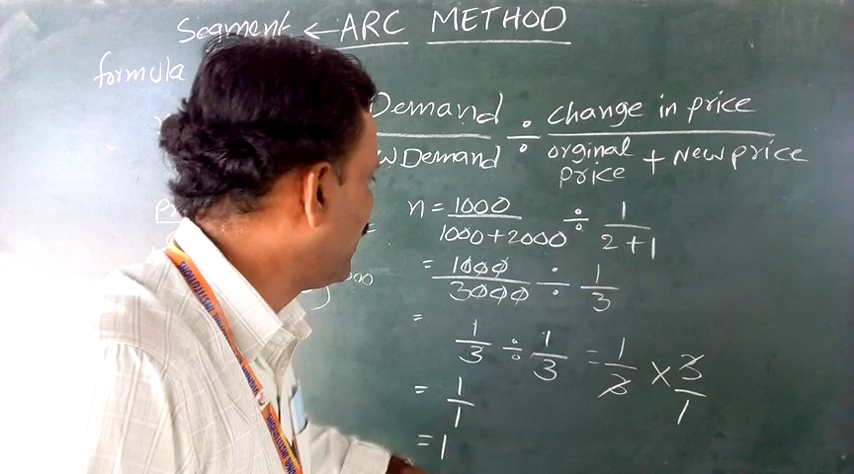 Segment ← ARC METHOD
formula
Demand ÷ change in price
Demand orginal price + New price
n = 1000 / 1000+2000 ÷ 1 / 2+1
= 1000 / 3000 ÷ 1 / 3
= 1/3 ÷ 1/3 = 1/3 × 3/1
= 1/1
= 1